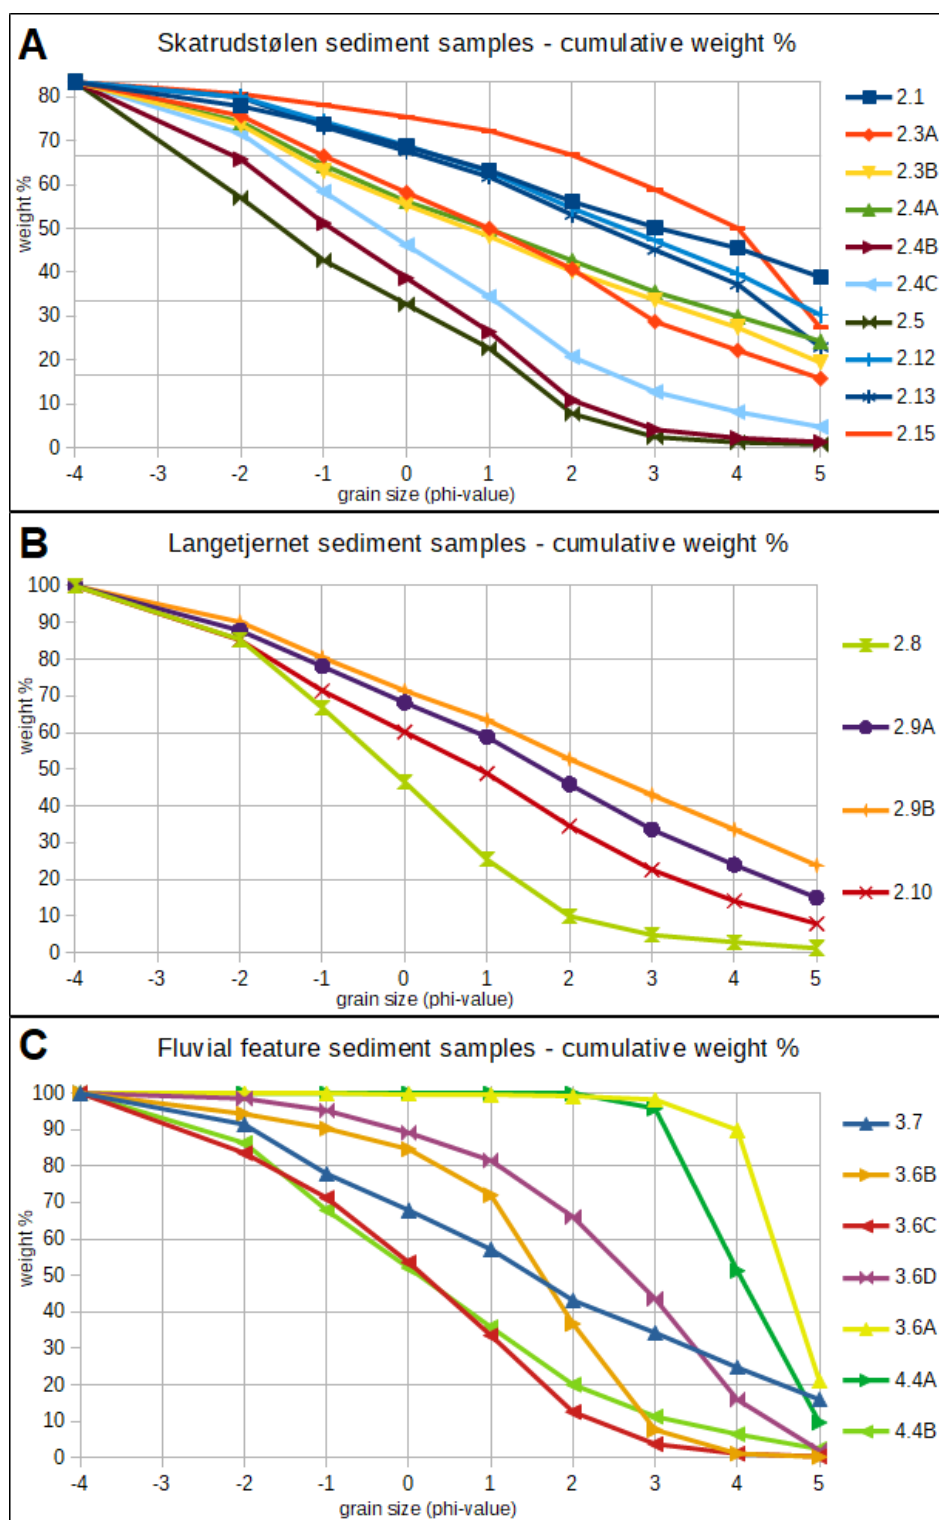 A
Skatrudstølen sediment samples - cumulative weight %
weight %
80
70
60
50
40
30
20
10
0
-4 -3 -2 -1 0 1 2 3 4 5
grain size (phi-value)
2.1
2.3A
2.3B
2.4A
2.4B
2.4C
2.5
2.12
2.13
2.15
B
Langetjernet sediment samples - cumulative weight %
weight %
100
90
80
70
60
50
40
30
20
10
0
-4 -3 -2 -1 0 1 2 3 4 5
grain size (phi-value)
2.8
2.9A
2.9B
2.10
C
Fluvial feature sediment samples - cumulative weight %
weight %
100
90
80
70
60
50
40
30
20
10
0
-4 -3 -2 -1 0 1 2 3 4 5
grain size (phi-value)
3.7
3.6B
3.6C
3.6D
3.6A
4.4A
4.4B